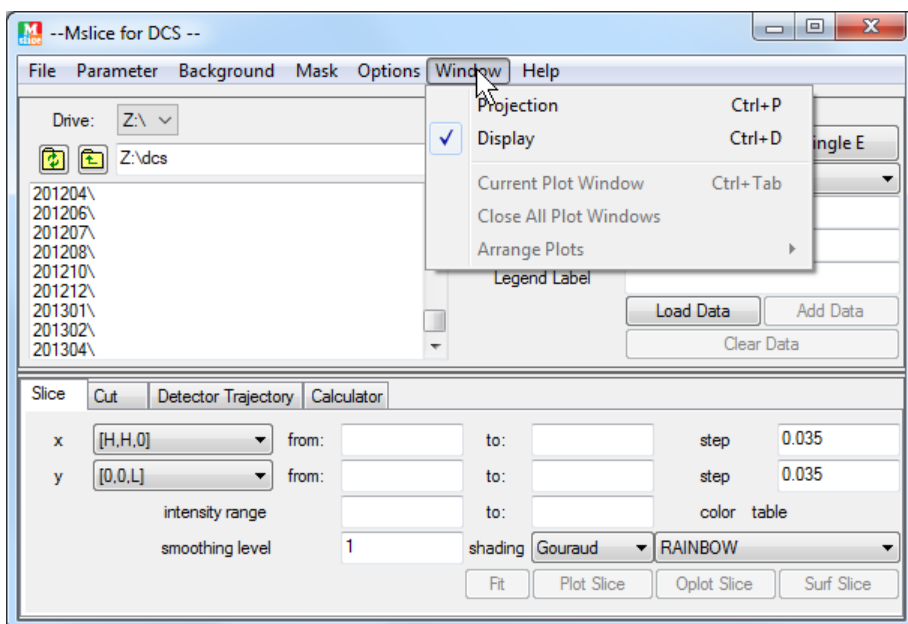 M slice --Mslice for DCS --
File Parameter Background Mask Options Window Help
Projection Ctrl+P
Display Ctrl+D
Current Plot Window Ctrl+Tab
Close All Plot Windows
Arrange Plots
Drive: Z:\
Z:\dcs
ingle E
201204\
201206\
201207\
201208\
201210\
201212\
201301\
201302\
201304\
Legend Label
Load Data Add Data
Clear Data
Slice Cut Detector Trajectory Calculator
x [H,H,0] from: to: step 0.035
y [0,0,L] from: to: step 0.035
intensity range to: color table
smoothing level 1 shading Gouraud RAINBOW
Fit Plot Slice Oplot Slice Surf Slice